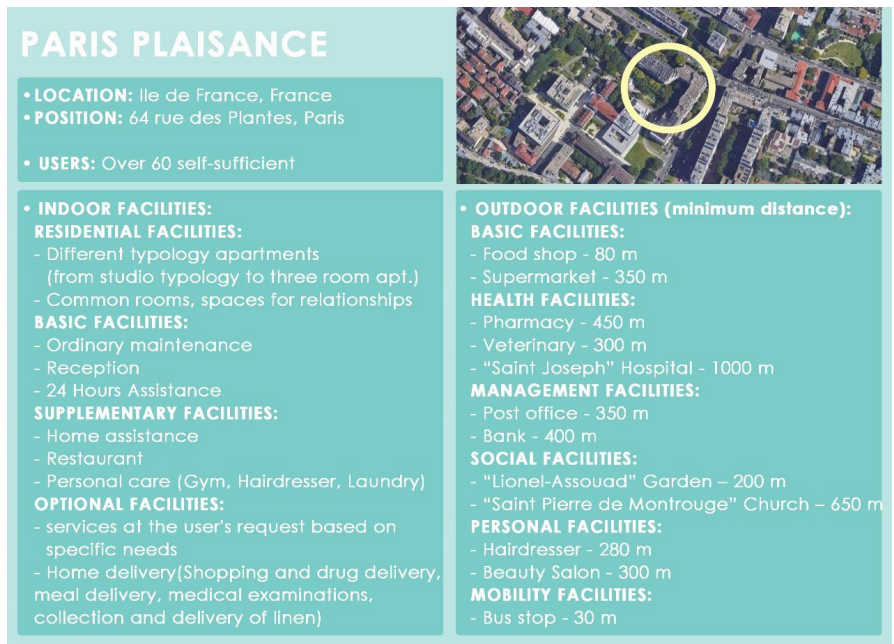 PARIS PLAISANCE
• LOCATION: Ile de France, France
• POSITION: 64 rue des Plantes, Paris
• USERS: Over 60 self-sufficient
• INDOOR FACILITIES:
RESIDENTIAL FACILITIES:
- Different typology apartments
(from studio typology to three room apt.)
- Common rooms, spaces for relationships
BASIC FACILITIES:
- Ordinary maintenance
- Reception
- 24 Hours Assistance
SUPPLEMENTARY FACILITIES:
- Home assistance
- Restaurant
- Personal care (Gym, Hairdresser, Laundry)
OPTIONAL FACILITIES:
- services at the user's request based on
specific needs
- Home delivery(Shopping and drug delivery,
meal delivery, medical examinations,
collection and delivery of linen)
• OUTDOOR FACILITIES (minimum distance):
BASIC FACILITIES:
- Food shop - 80 m
- Supermarket - 350 m
HEALTH FACILITIES:
- Pharmacy - 450 m
- Veterinary - 300 m
- “Saint Joseph” Hospital - 1000 m
MANAGEMENT FACILITIES:
- Post office - 350 m
- Bank - 400 m
SOCIAL FACILITIES:
- “Lionel-Assouad” Garden – 200 m
- “Saint Pierre de Montrouge” Church – 650 m
PERSONAL FACILITIES:
- Hairdresser - 280 m
- Beauty Salon - 300 m
MOBILITY FACILITIES:
- Bus stop - 30 m